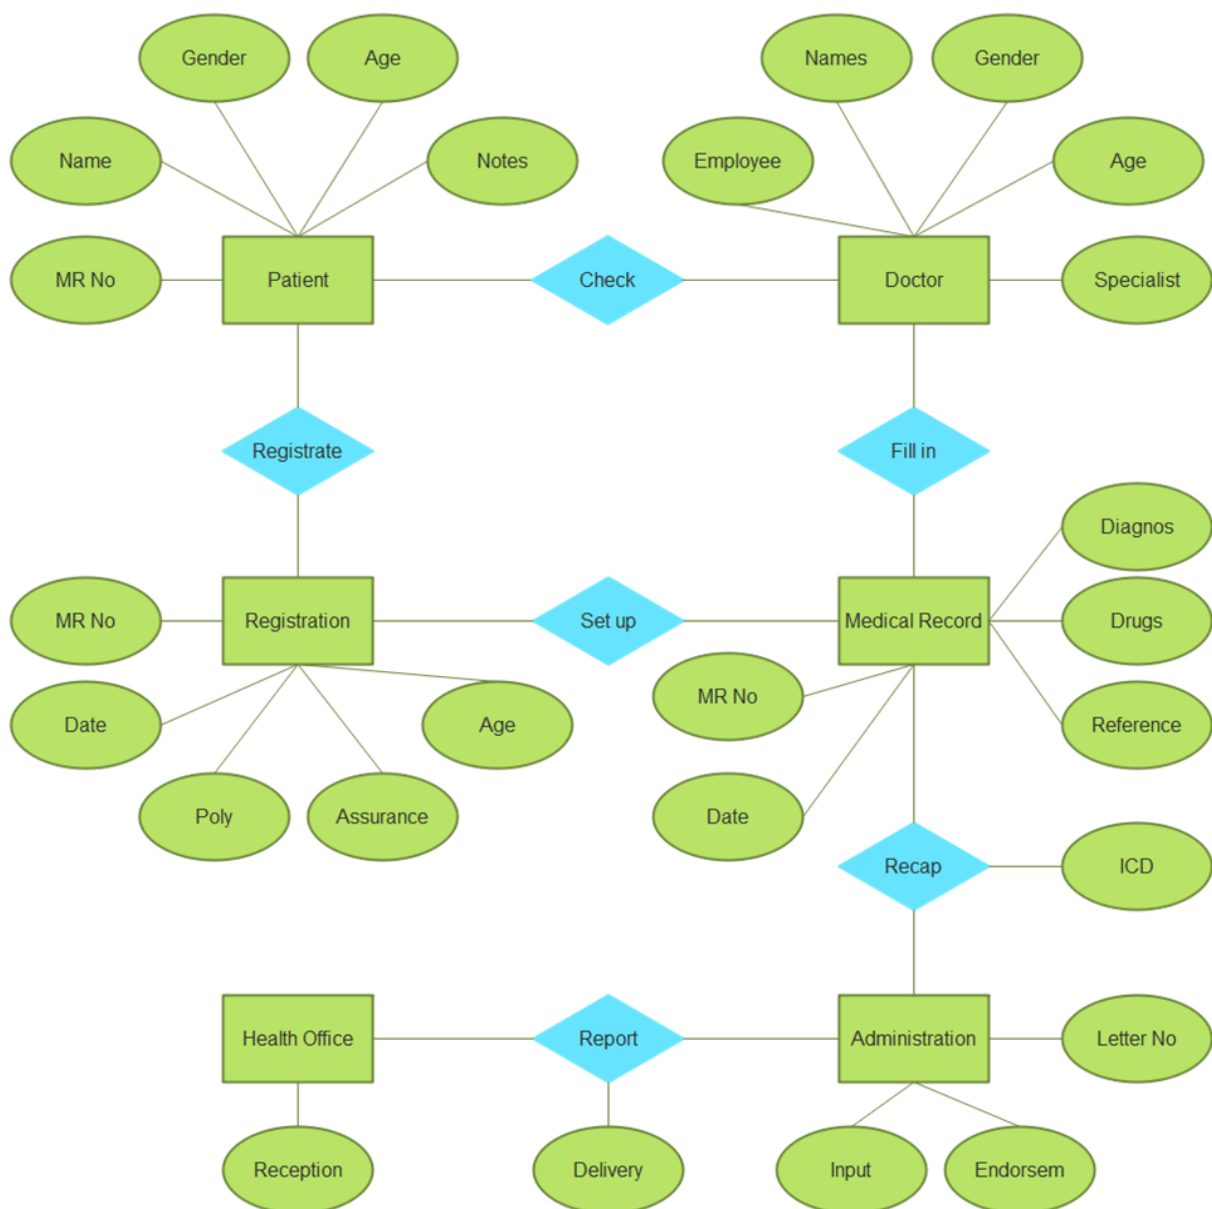 Gender
Age
Names
Gender
Name
Notes
Employee
Age
MR No
Patient
Check
Doctor
Specialist
Registrate
Fill in
Diagnos
MR No
Registration
Set up
Medical Record
Drugs
MR No
Date
Age
Reference
Poly
Assurance
Date
Recap
ICD
Health Office
Report
Administration
Letter No
Reception
Delivery
Input
Endorsem